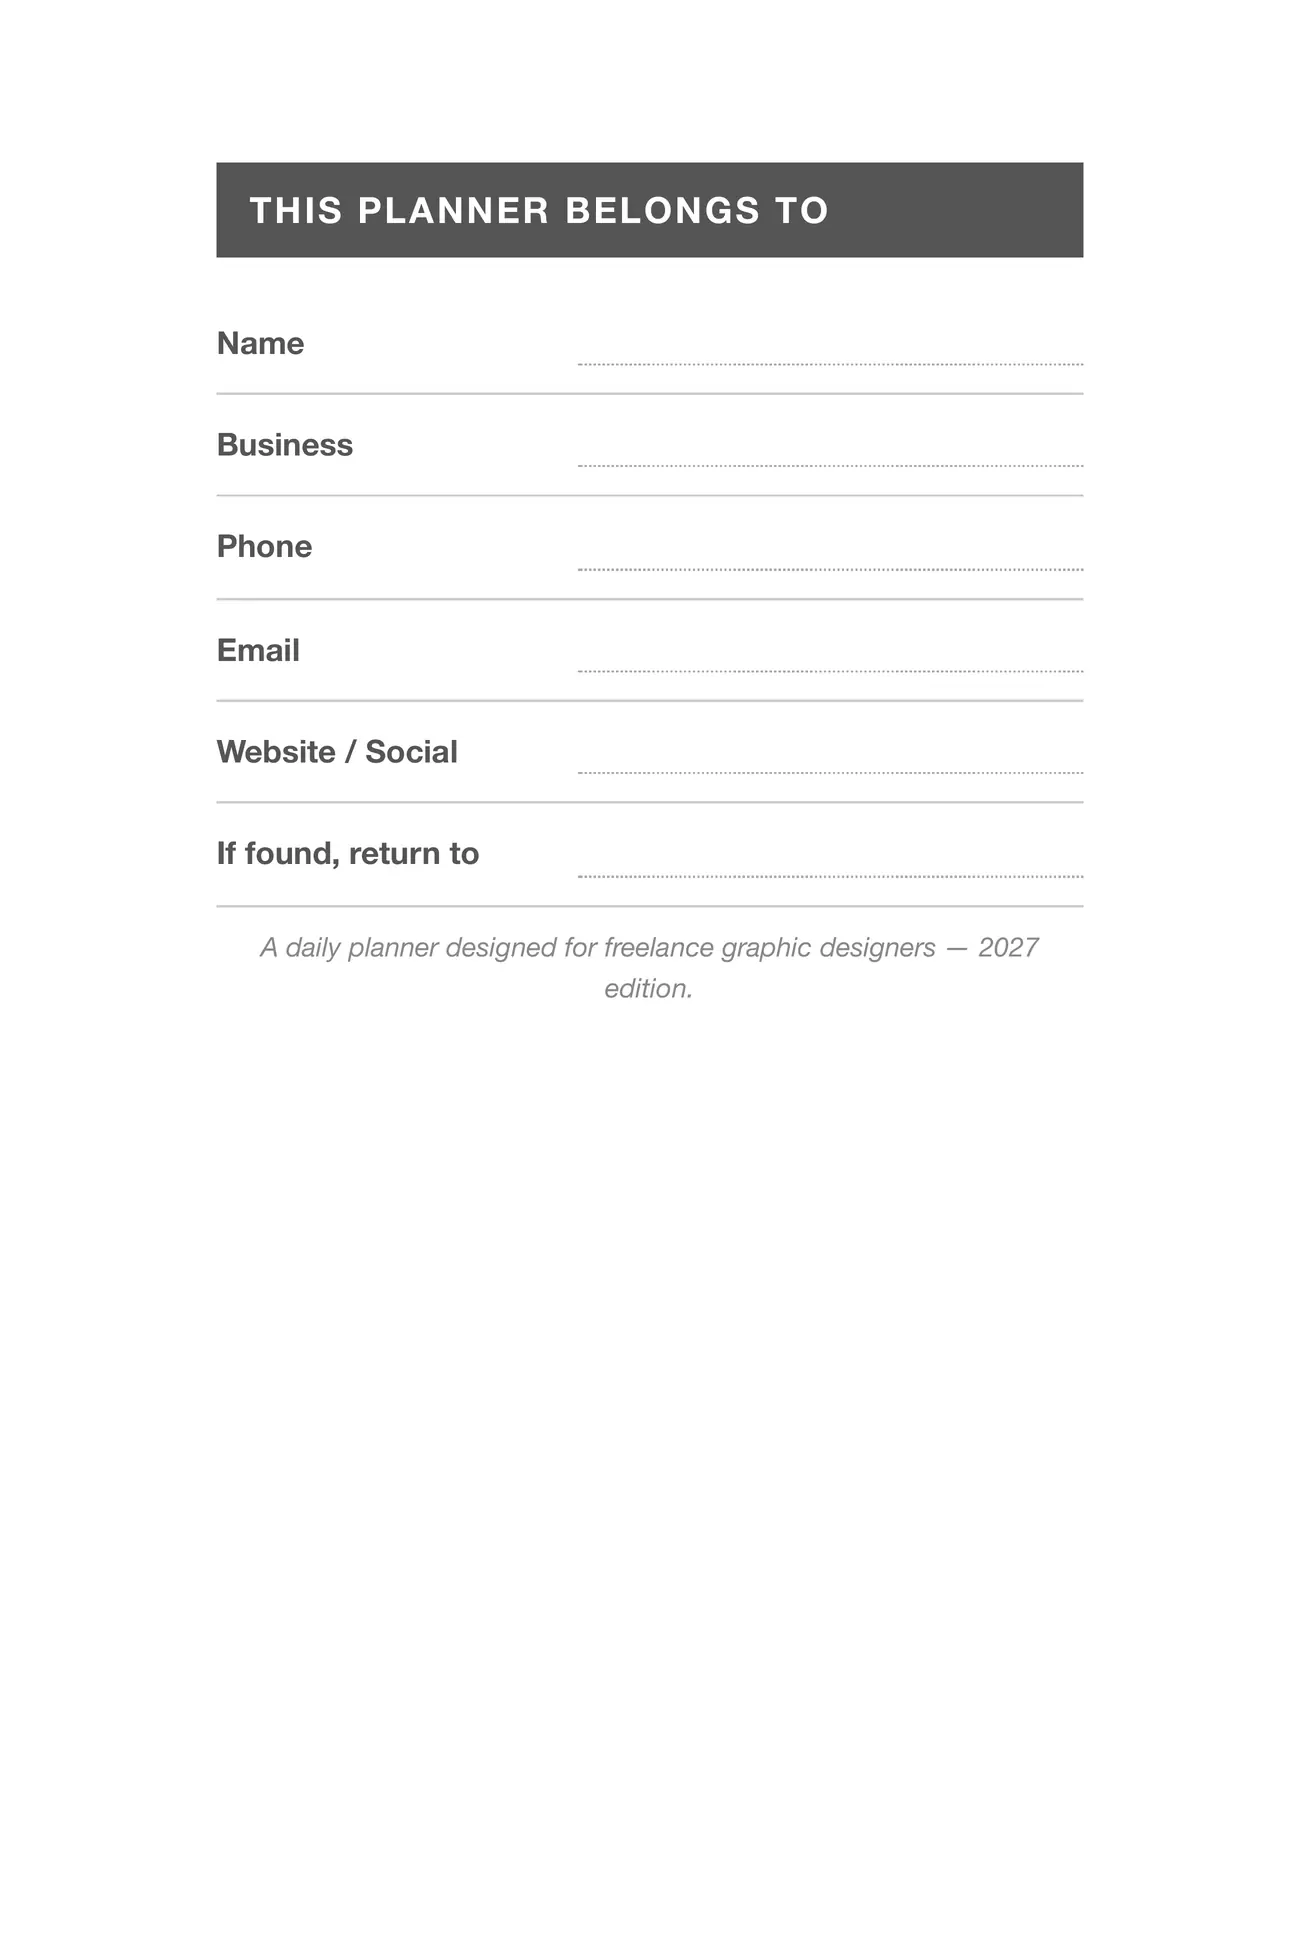 THIS PLANNER BELONGS TO
Name
Business
Phone
Email
Website / Social
If found, return to
A daily planner designed for freelance graphic designers — 2027
edition.